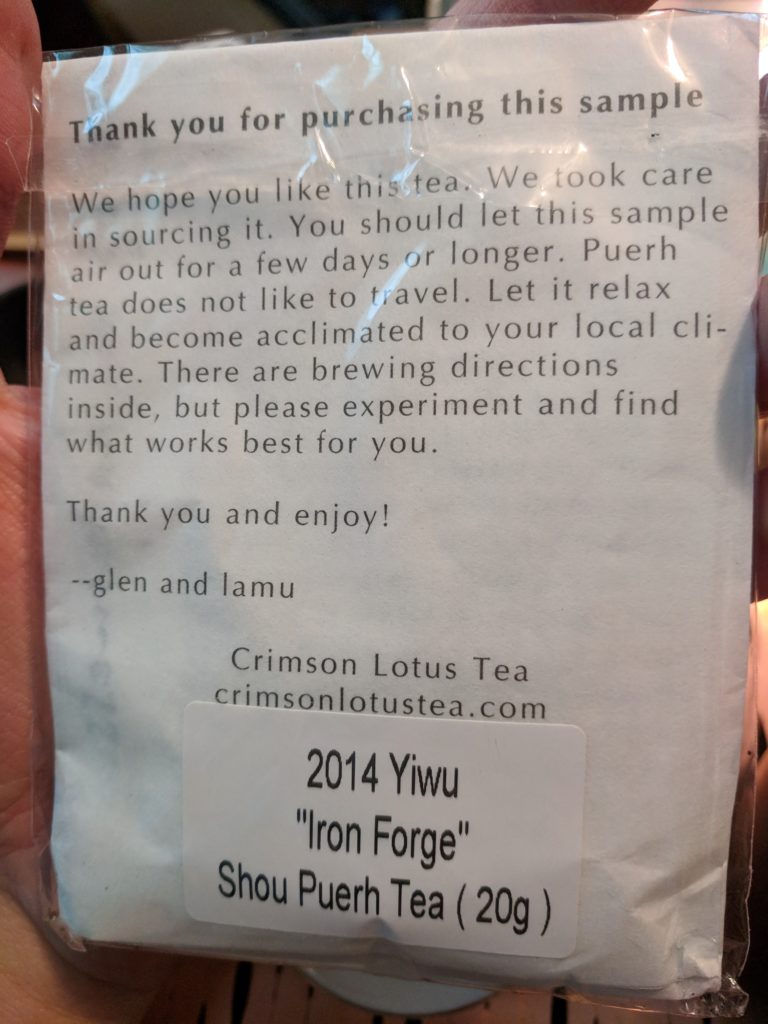 Thank you for purchasing this sample
We hope you like this tea. We took care
in sourcing it. You should let this sample
air out for a few days or longer. Puerh
tea does not like to travel. Let it relax
and become acclimated to your local cli-
mate. There are brewing directions
inside, but please experiment and find
what works best for you.
Thank you and enjoy!
--glen and lamu
Crimson Lotus Tea
crimsonlotustea.com
2014 Yiwu
"Iron Forge"
Shou Puerh Tea ( 20g )